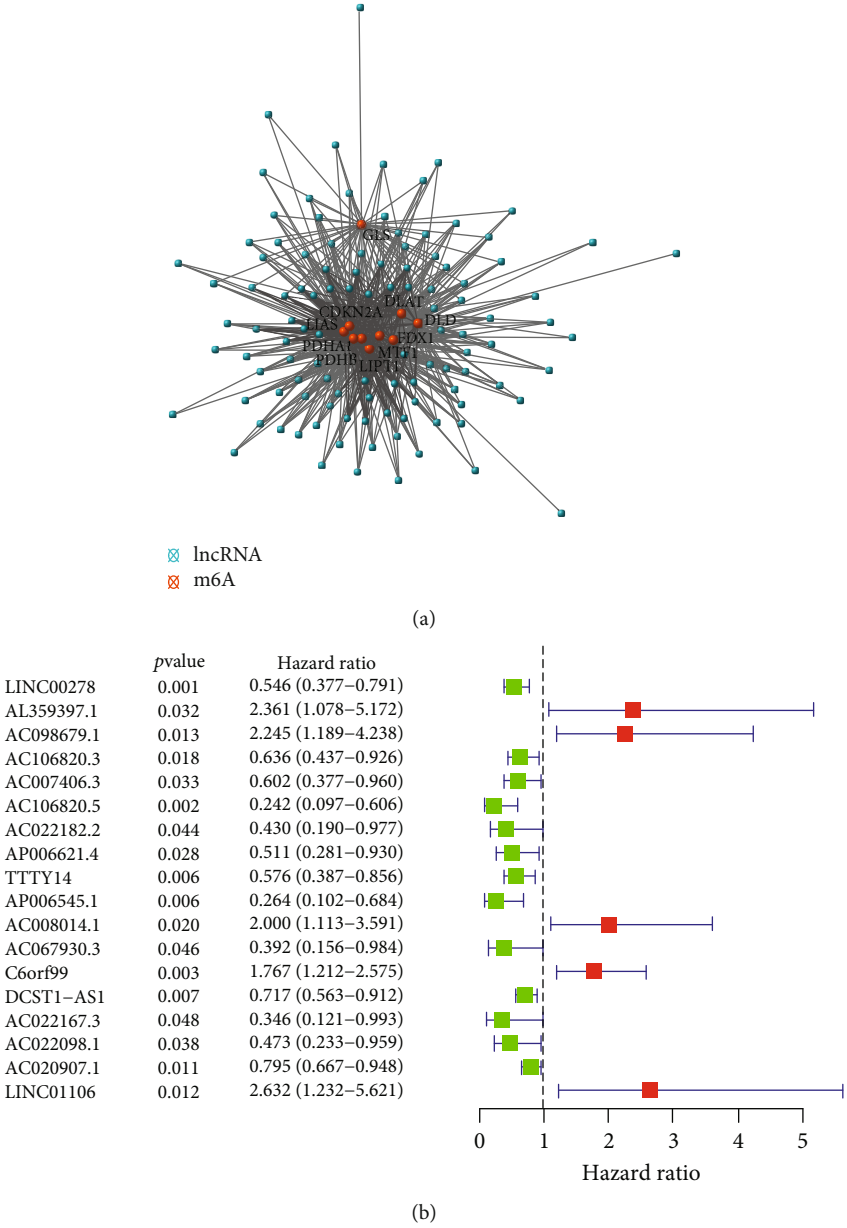 GLS
DLAT
CDKN2A
DLD
LIAS
FDX1
PDHA1
MTF1
PDHB
LIPT1
lncRNA
m6A
(a)
pvalue Hazard ratio
LINC00278 0.001 0.546 (0.377−0.791)
AL359397.1 0.032 2.361 (1.078−5.172)
AC098679.1 0.013 2.245 (1.189−4.238)
AC106820.3 0.018 0.636 (0.437−0.926)
AC007406.3 0.033 0.602 (0.377−0.960)
AC106820.5 0.002 0.242 (0.097−0.606)
AC022182.2 0.044 0.430 (0.190−0.977)
AP006621.4 0.028 0.511 (0.281−0.930)
TTTY14 0.006 0.576 (0.387−0.856)
AP006545.1 0.006 0.264 (0.102−0.684)
AC008014.1 0.020 2.000 (1.113−3.591)
AC067930.3 0.046 0.392 (0.156−0.984)
C6orf99 0.003 1.767 (1.212−2.575)
DCST1−AS1 0.007 0.717 (0.563−0.912)
AC022167.3 0.048 0.346 (0.121−0.993)
AC022098.1 0.038 0.473 (0.233−0.959)
AC020907.1 0.011 0.795 (0.667−0.948)
LINC01106 0.012 2.632 (1.232−5.621)
0 1 2 3 4 5
Hazard ratio
(b)